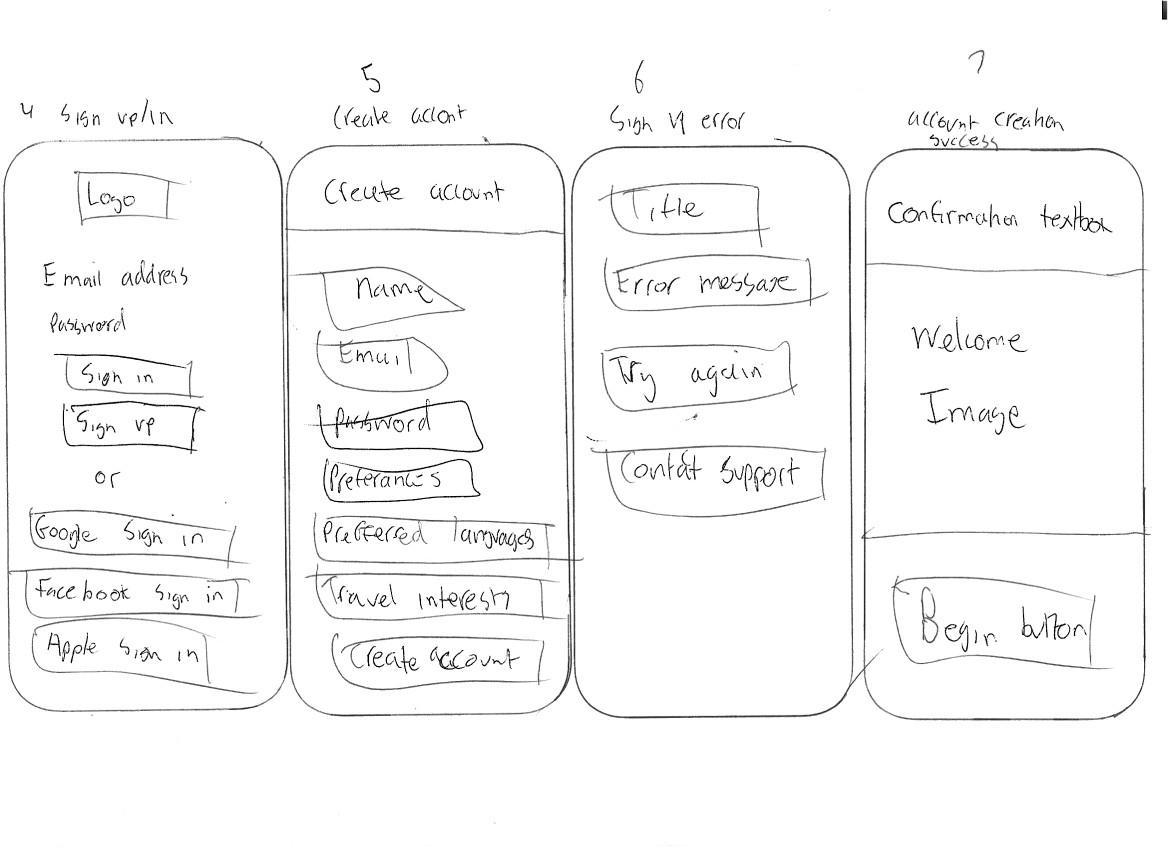 4 Sign up/in
Logo
Email address
Password
Sign in
Sign up
or
Google Sign in
Facebook Sign in
Apple Sign in
5
Create accont
Create account
Name
Email
Password
Preferances
Preffered languages
Travel interests
Create account
6
Sign up error
Title
Error message
Try again
Contact support
7
account creation
success
Confirmation textbox
Welcome
Image
Begin button